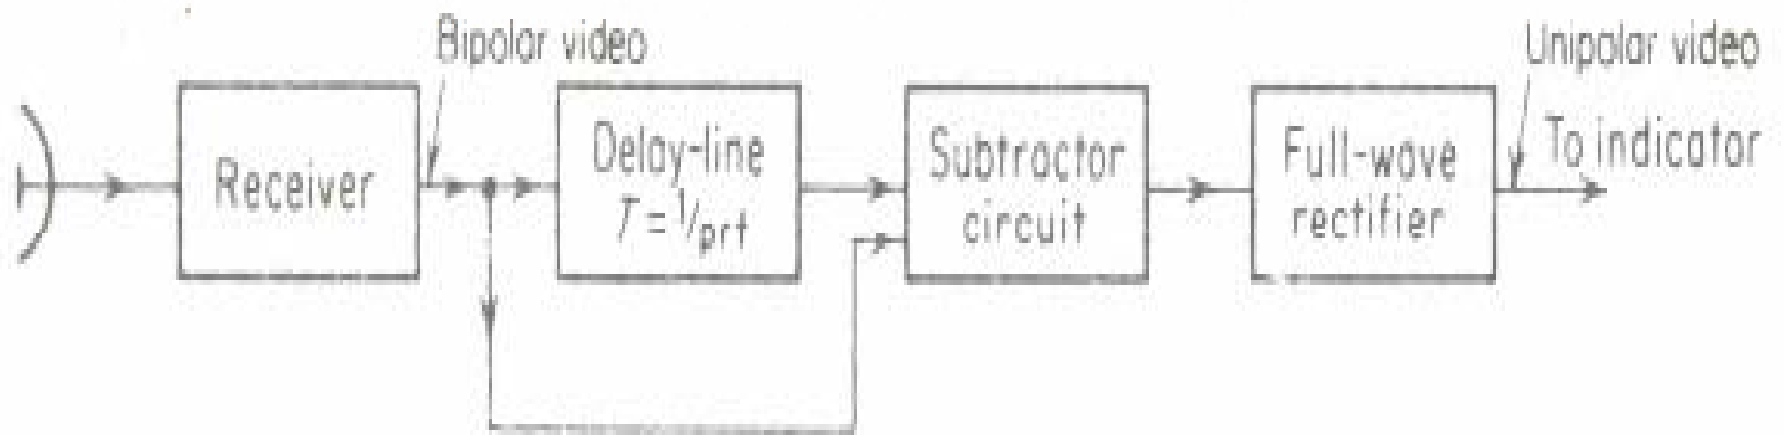 Bipolar video
Unipolar video
Receiver
Delay-line
T = 1/prf
Subtractor
circuit
Full-wave
rectifier
To indicator